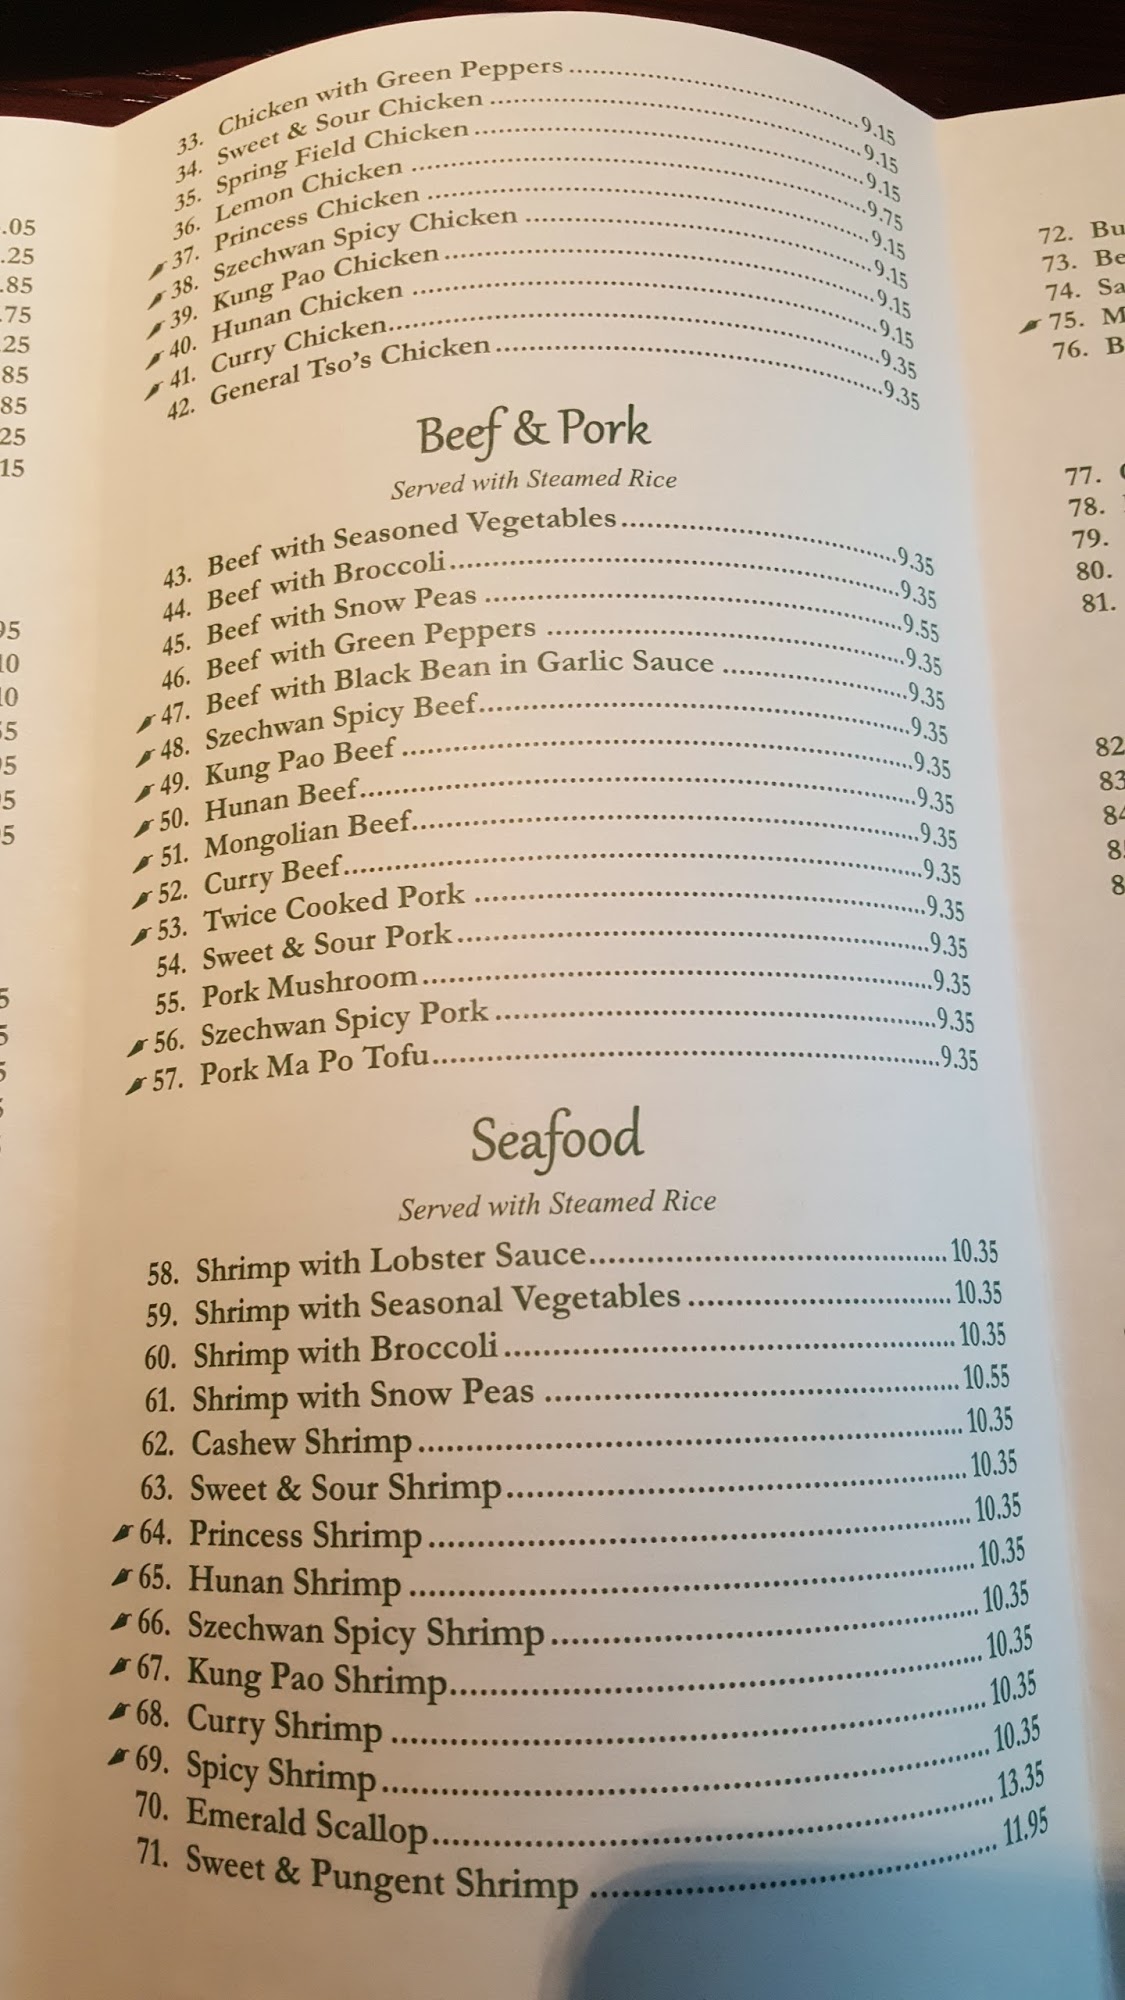 33. Chicken with Green Peppers 9.15
34. Sweet & Sour Chicken 9.15
35. Spring Field Chicken 9.15
36. Lemon Chicken 9.75
37. Princess Chicken 9.15
38. Szechwan Spicy Chicken 9.15
39. Kung Pao Chicken 9.15
40. Hunan Chicken 9.15
41. Curry Chicken 9.35
42. General Tso's Chicken 9.35
Beef & Pork
Served with Steamed Rice
43. Beef with Seasoned Vegetables 9.35
44. Beef with Broccoli 9.35
45. Beef with Snow Peas 9.55
46. Beef with Green Peppers 9.35
47. Beef with Black Bean in Garlic Sauce 9.35
48. Szechwan Spicy Beef 9.35
49. Kung Pao Beef 9.35
50. Hunan Beef 9.35
51. Mongolian Beef 9.35
52. Curry Beef 9.35
53. Twice Cooked Pork 9.35
54. Sweet & Sour Pork 9.35
55. Pork Mushroom 9.35
56. Szechwan Spicy Pork 9.35
57. Pork Ma Po Tofu 9.35
Seafood
Served with Steamed Rice
58. Shrimp with Lobster Sauce 10.35
59. Shrimp with Seasonal Vegetables 10.35
60. Shrimp with Broccoli 10.35
61. Shrimp with Snow Peas 10.55
62. Cashew Shrimp 10.35
63. Sweet & Sour Shrimp 10.35
64. Princess Shrimp 10.35
65. Hunan Shrimp 10.35
66. Szechwan Spicy Shrimp 10.35
67. Kung Pao Shrimp 10.35
68. Curry Shrimp 10.35
69. Spicy Shrimp 10.35
70. Emerald Scallop 13.35
71. Sweet & Pungent Shrimp 11.95
72.
73.
74.
75.
76.
77.
78.
79.
80.
81.
82
83
84